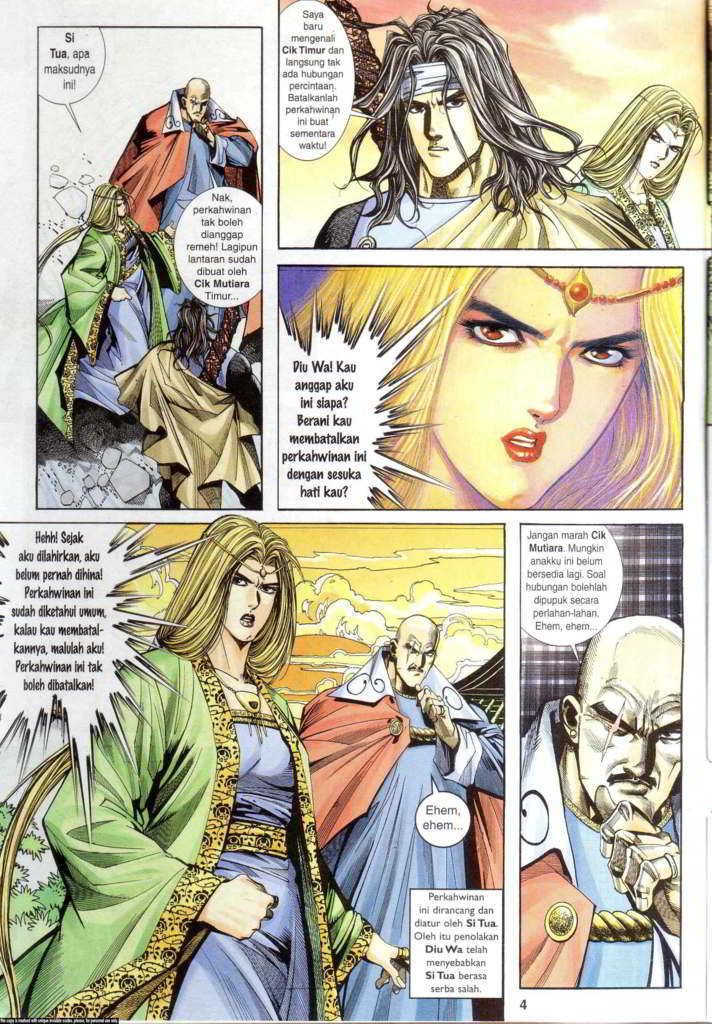 Si
Tua, apa
maksudnya
ini!
Nak,
perkahwinan
tak boleh
dianggap
remeh! Lagipun
lantaran sudah
dibuat oleh
Cik Mutiara
Timur...
Saya
baru
mengenali
Cik Timur dan
langsung tak
ada hubungan
percintaan.
Batalkanlah
perkahwinan
ini buat
sementara
waktu!
Diu Wa! Kau
anggap aku
ini siapa?
Berani kau
membatalkan
perkahwinan ini
dengan sesuka
hati kau?
Hehh! Sejak
aku dilahirkan, aku
belum pernah dihina!
Perkahwinan ini
sudah diketahui umum,
kalau kau membatal-
kannya, malulah aku!
Perkahwinan ini tak
boleh dibatalkan!
Ehem,
ehem...
Perkahwinan
ini dirancang dan
diatur oleh Si Tua.
Oleh itu penolakan
Diu Wa telah
menyebabkan
Si Tua berasa
serba salah.
Jangan marah Cik
Mutiara. Mungkin
anakku ini belum
bersedia lagi. Soal
hubungan bolehlah
dipupuk secara
perlahan-lahan.
Ehem, ehem...
4